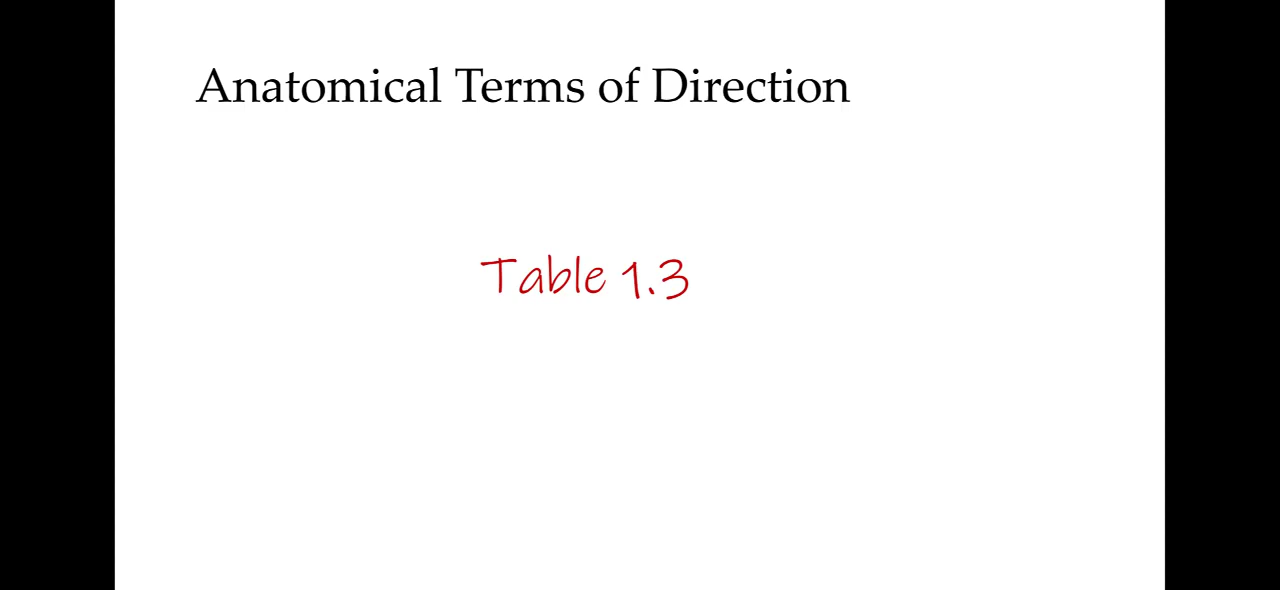 Anatomical Terms of Direction
Table 1.3